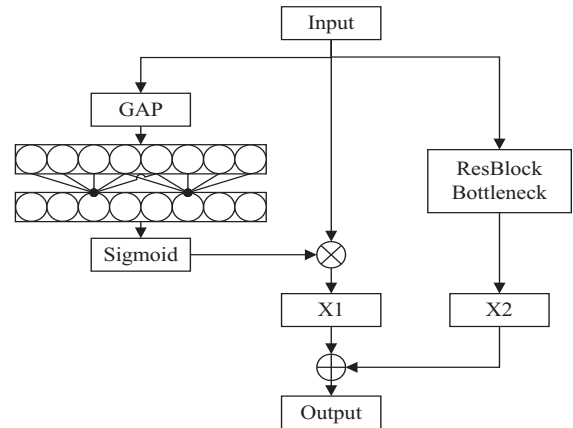 Input
GAP
ResBlock
Bottleneck
Sigmoid
X1
X2
Output